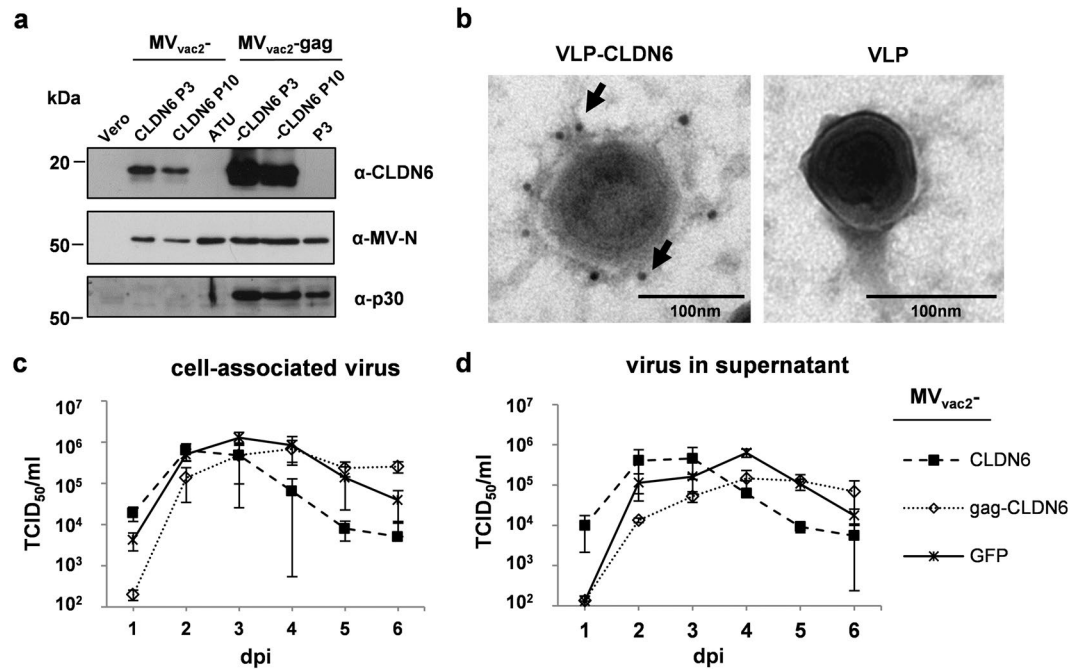 a
MVvac2-
MVvac2-gag
kDa
Vero
CLDN6 P3
CLDN6 P10
ATU
-CLDN6 P3
-CLDN6 P10
P3
20
α-CLDN6
50
α-MV-N
50
α-p30
b
VLP-CLDN6
VLP
100nm
100nm
c
cell-associated virus
TCID50/ml
10^7
10^6
10^5
10^4
10^3
10^2
1 2 3 4 5 6
dpi
d
virus in supernatant
TCID50/ml
10^7
10^6
10^5
10^4
10^3
10^2
1 2 3 4 5 6
dpi
MVvac2-
CLDN6
gag-CLDN6
GFP